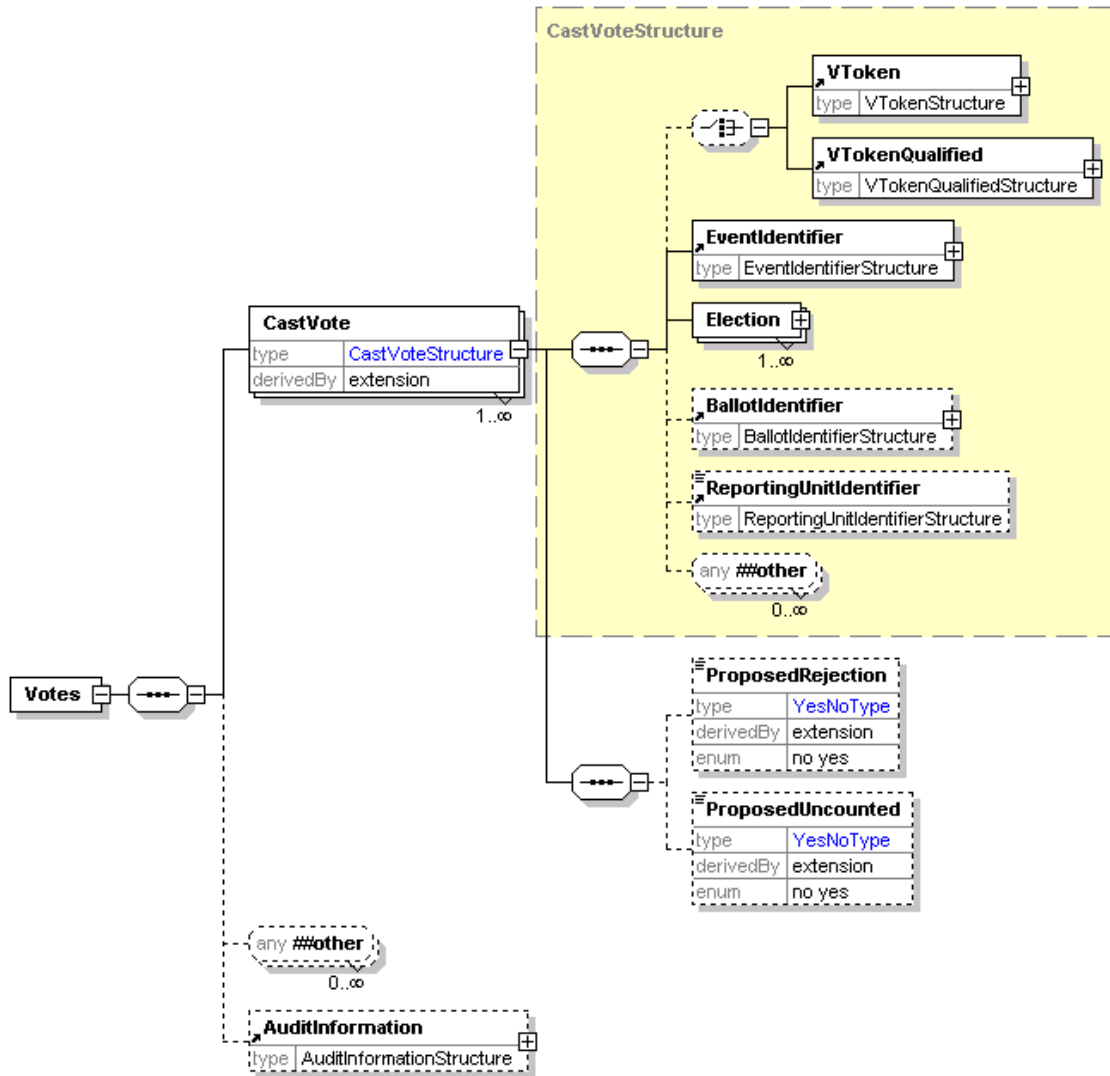 CastVoteStructure
VToken
type VTokenStructure
VTokenQualified
type VTokenQualifiedStructure
EventIdentifier
type EventIdentifierStructure
CastVote
type CastVoteStructure
derivedBy extension
1..∞
Election
1..∞
BallotIdentifier
type BallotIdentifierStructure
ReportingUnitIdentifier
type ReportingUnitIdentifierStructure
any ##other
0..∞
Votes
ProposedRejection
type YesNoType
derivedBy extension
enum no yes
ProposedUncounted
type YesNoType
derivedBy extension
enum no yes
any ##other
0..∞
AuditInformation
type AuditInformationStructure